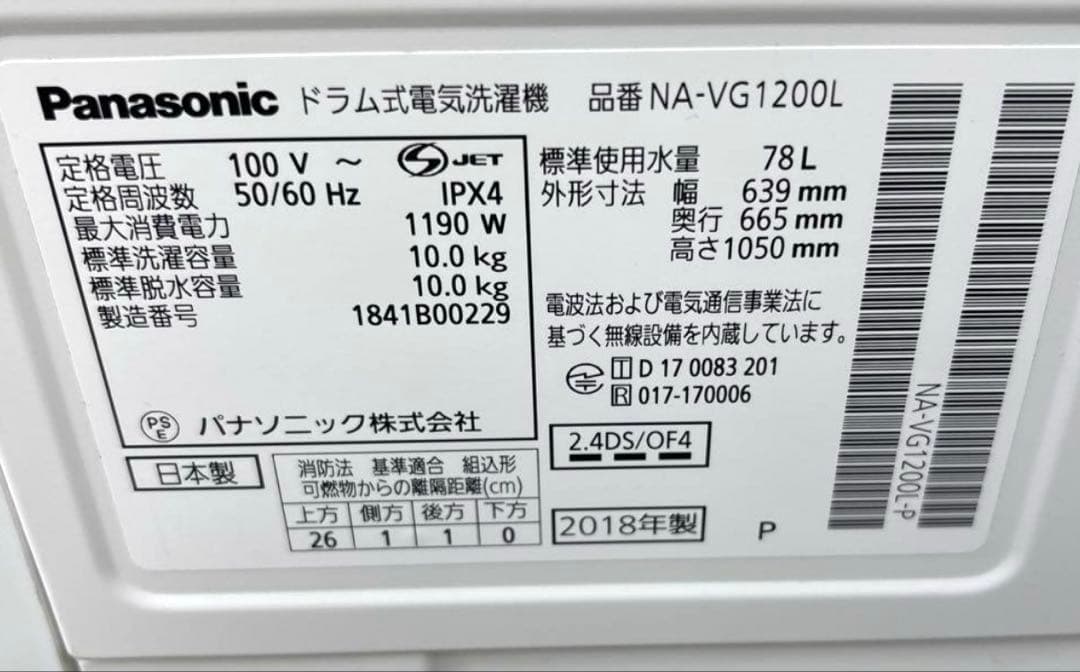 Panasonic ドラム式電気洗濯機 品番 NA-VG1200L
定格電圧 100 V ～
定格周波数 50/60 Hz
S JET
IPX4
最大消費電力 1190 W
標準洗濯容量 10.0 kg
標準脱水容量 10.0 kg
製造番号 1841B00229
PS
E
パナソニック株式会社
標準使用水量 78 L
外形寸法 幅 639 mm
奥行 665 mm
高さ 1050 mm
電波法および電気通信事業法に
基づく無線設備を内蔵しています。
T D 17 0083 201
R 017-170006
2.4DS/OF4
日本製
消防法 基準適合 組込形
可燃物からの離隔距離(cm)
上方 側方 後方 下方
26 1 1 0
2018年製
P
NA-VG1200L-P